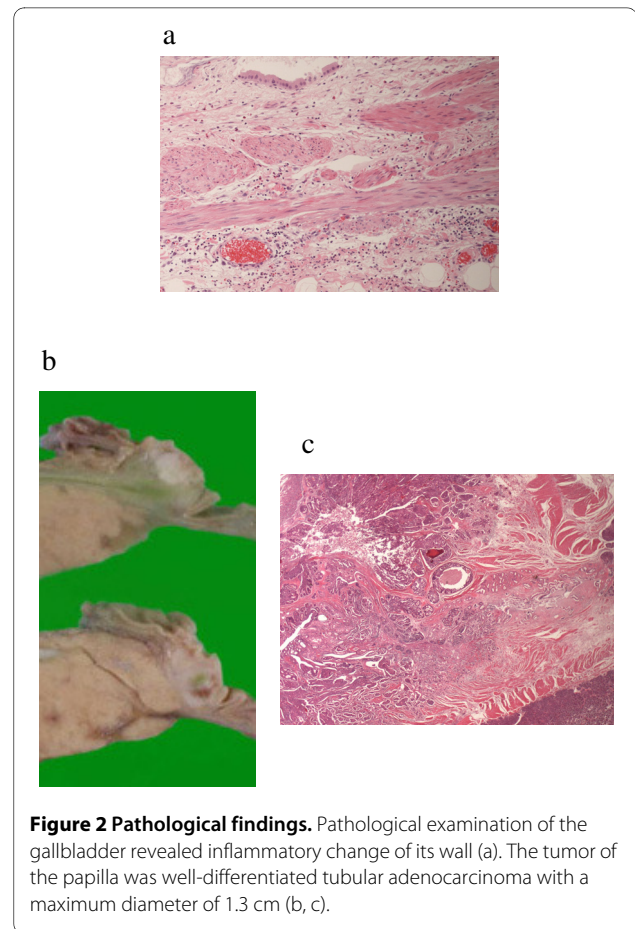 a
b
c
Figure 2 Pathological findings. Pathological examination of the
gallbladder revealed inflammatory change of its wall (a). The tumor of
the papilla was well-differentiated tubular adenocarcinoma with a
maximum diameter of 1.3 cm (b, c).